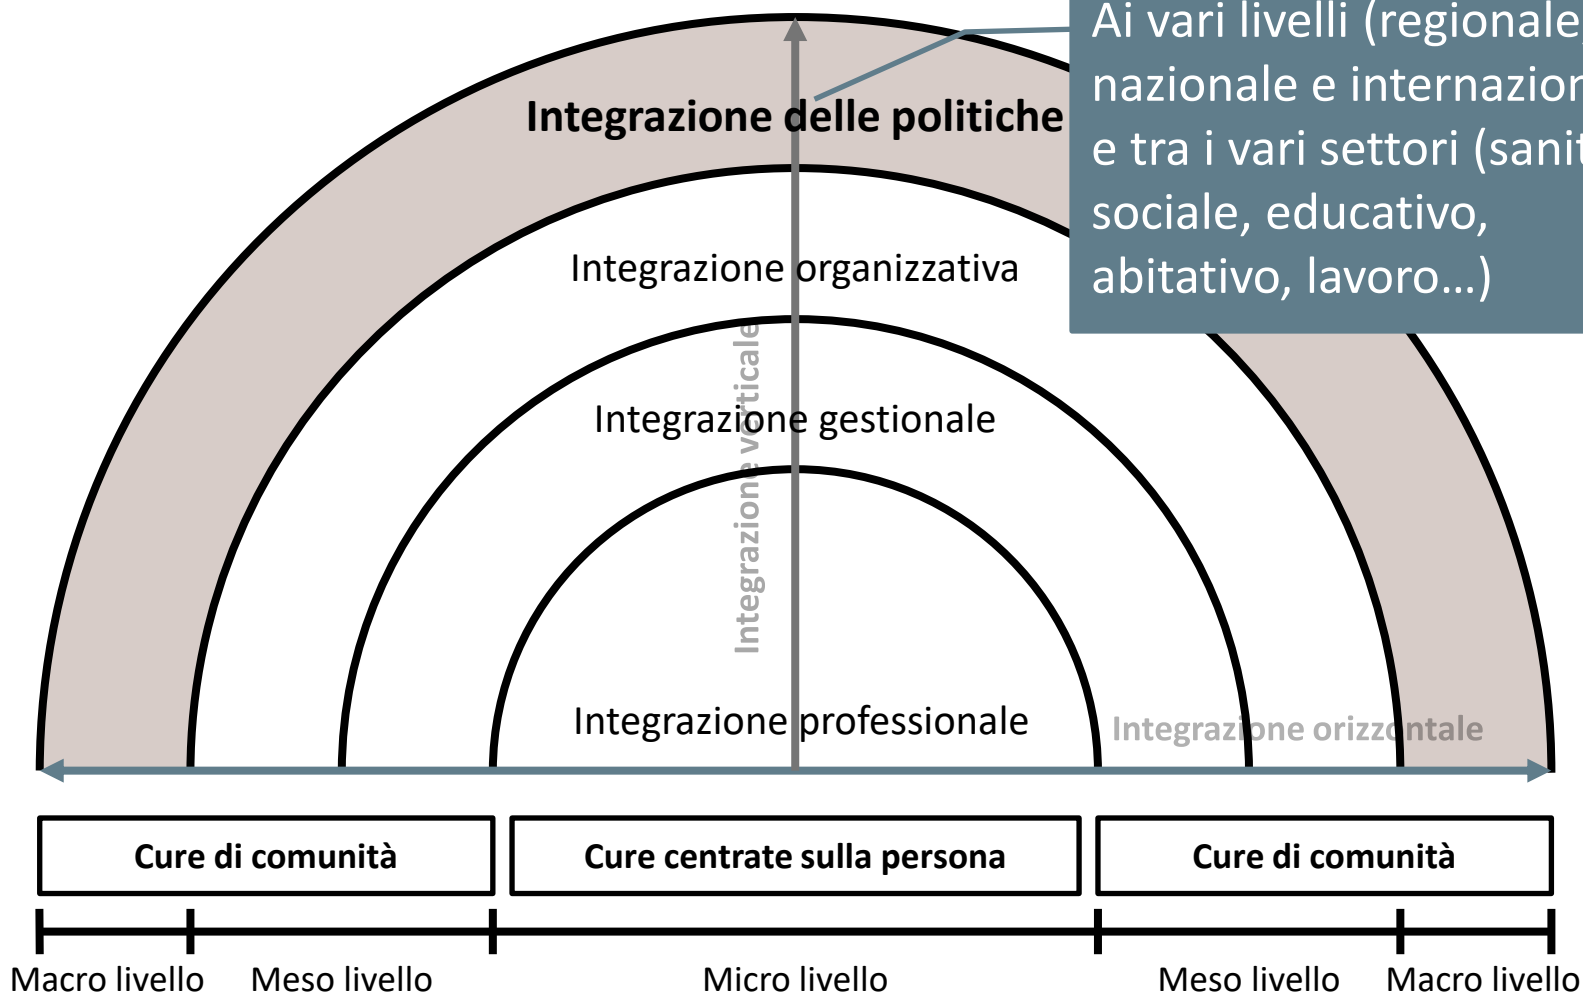 Ai vari livelli (regionale,
nazionale e
e tra i vari settori
sociale, educativo,
abitativo, lavoro…)
Integrazione delle politiche
Integrazione organizzativa
Integrazione verticale
Integrazione gestionale
Integrazione professionale
Integrazione orizzontale
Cure di comunità
Cure centrate sulla persona
Cure di comunità
Macro livello
Meso livello
Micro livello
Meso livello
Macro livello